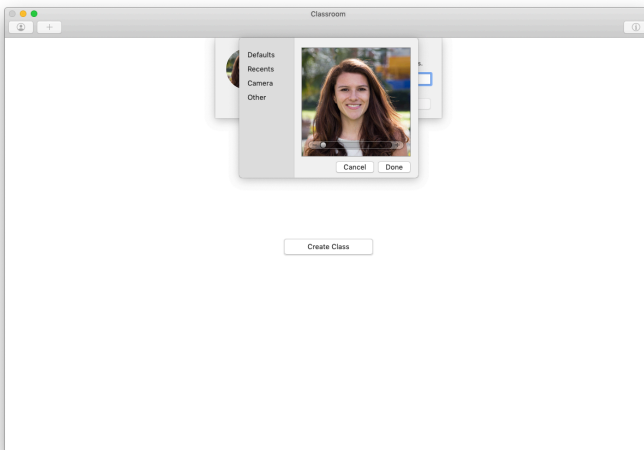 Classroom
Defaults
Recents
Camera
Other
s.
Cancel
Done
Create Class